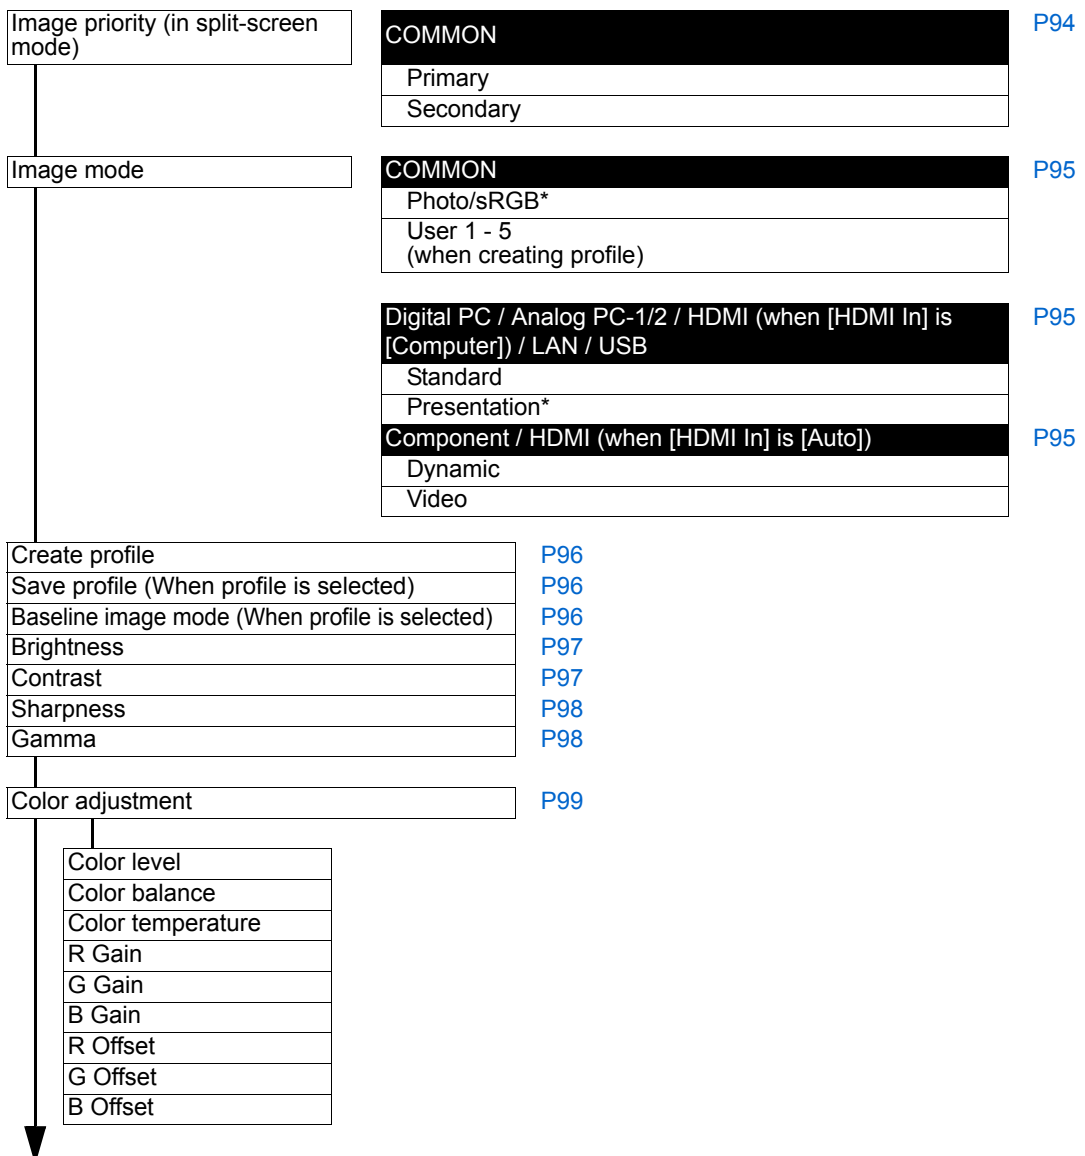 Image priority (in split-screen
mode)
COMMON
P94
Primary
Secondary
Image mode
COMMON
P95
Photo/sRGB*
User 1 - 5
(when creating profile)
Digital PC / Analog PC-1/2 / HDMI (when [HDMI In] is
[Computer]) / LAN / USB
P95
Standard
Presentation*
Component / HDMI (when [HDMI In] is [Auto])
P95
Dynamic
Video
Create profile
P96
Save profile (When profile is selected)
P96
Baseline image mode (When profile is selected)
P96
Brightness
P97
Contrast
P97
Sharpness
P98
Gamma
P98
Color adjustment
P99
Color level
Color balance
Color temperature
R Gain
G Gain
B Gain
R Offset
G Offset
B Offset